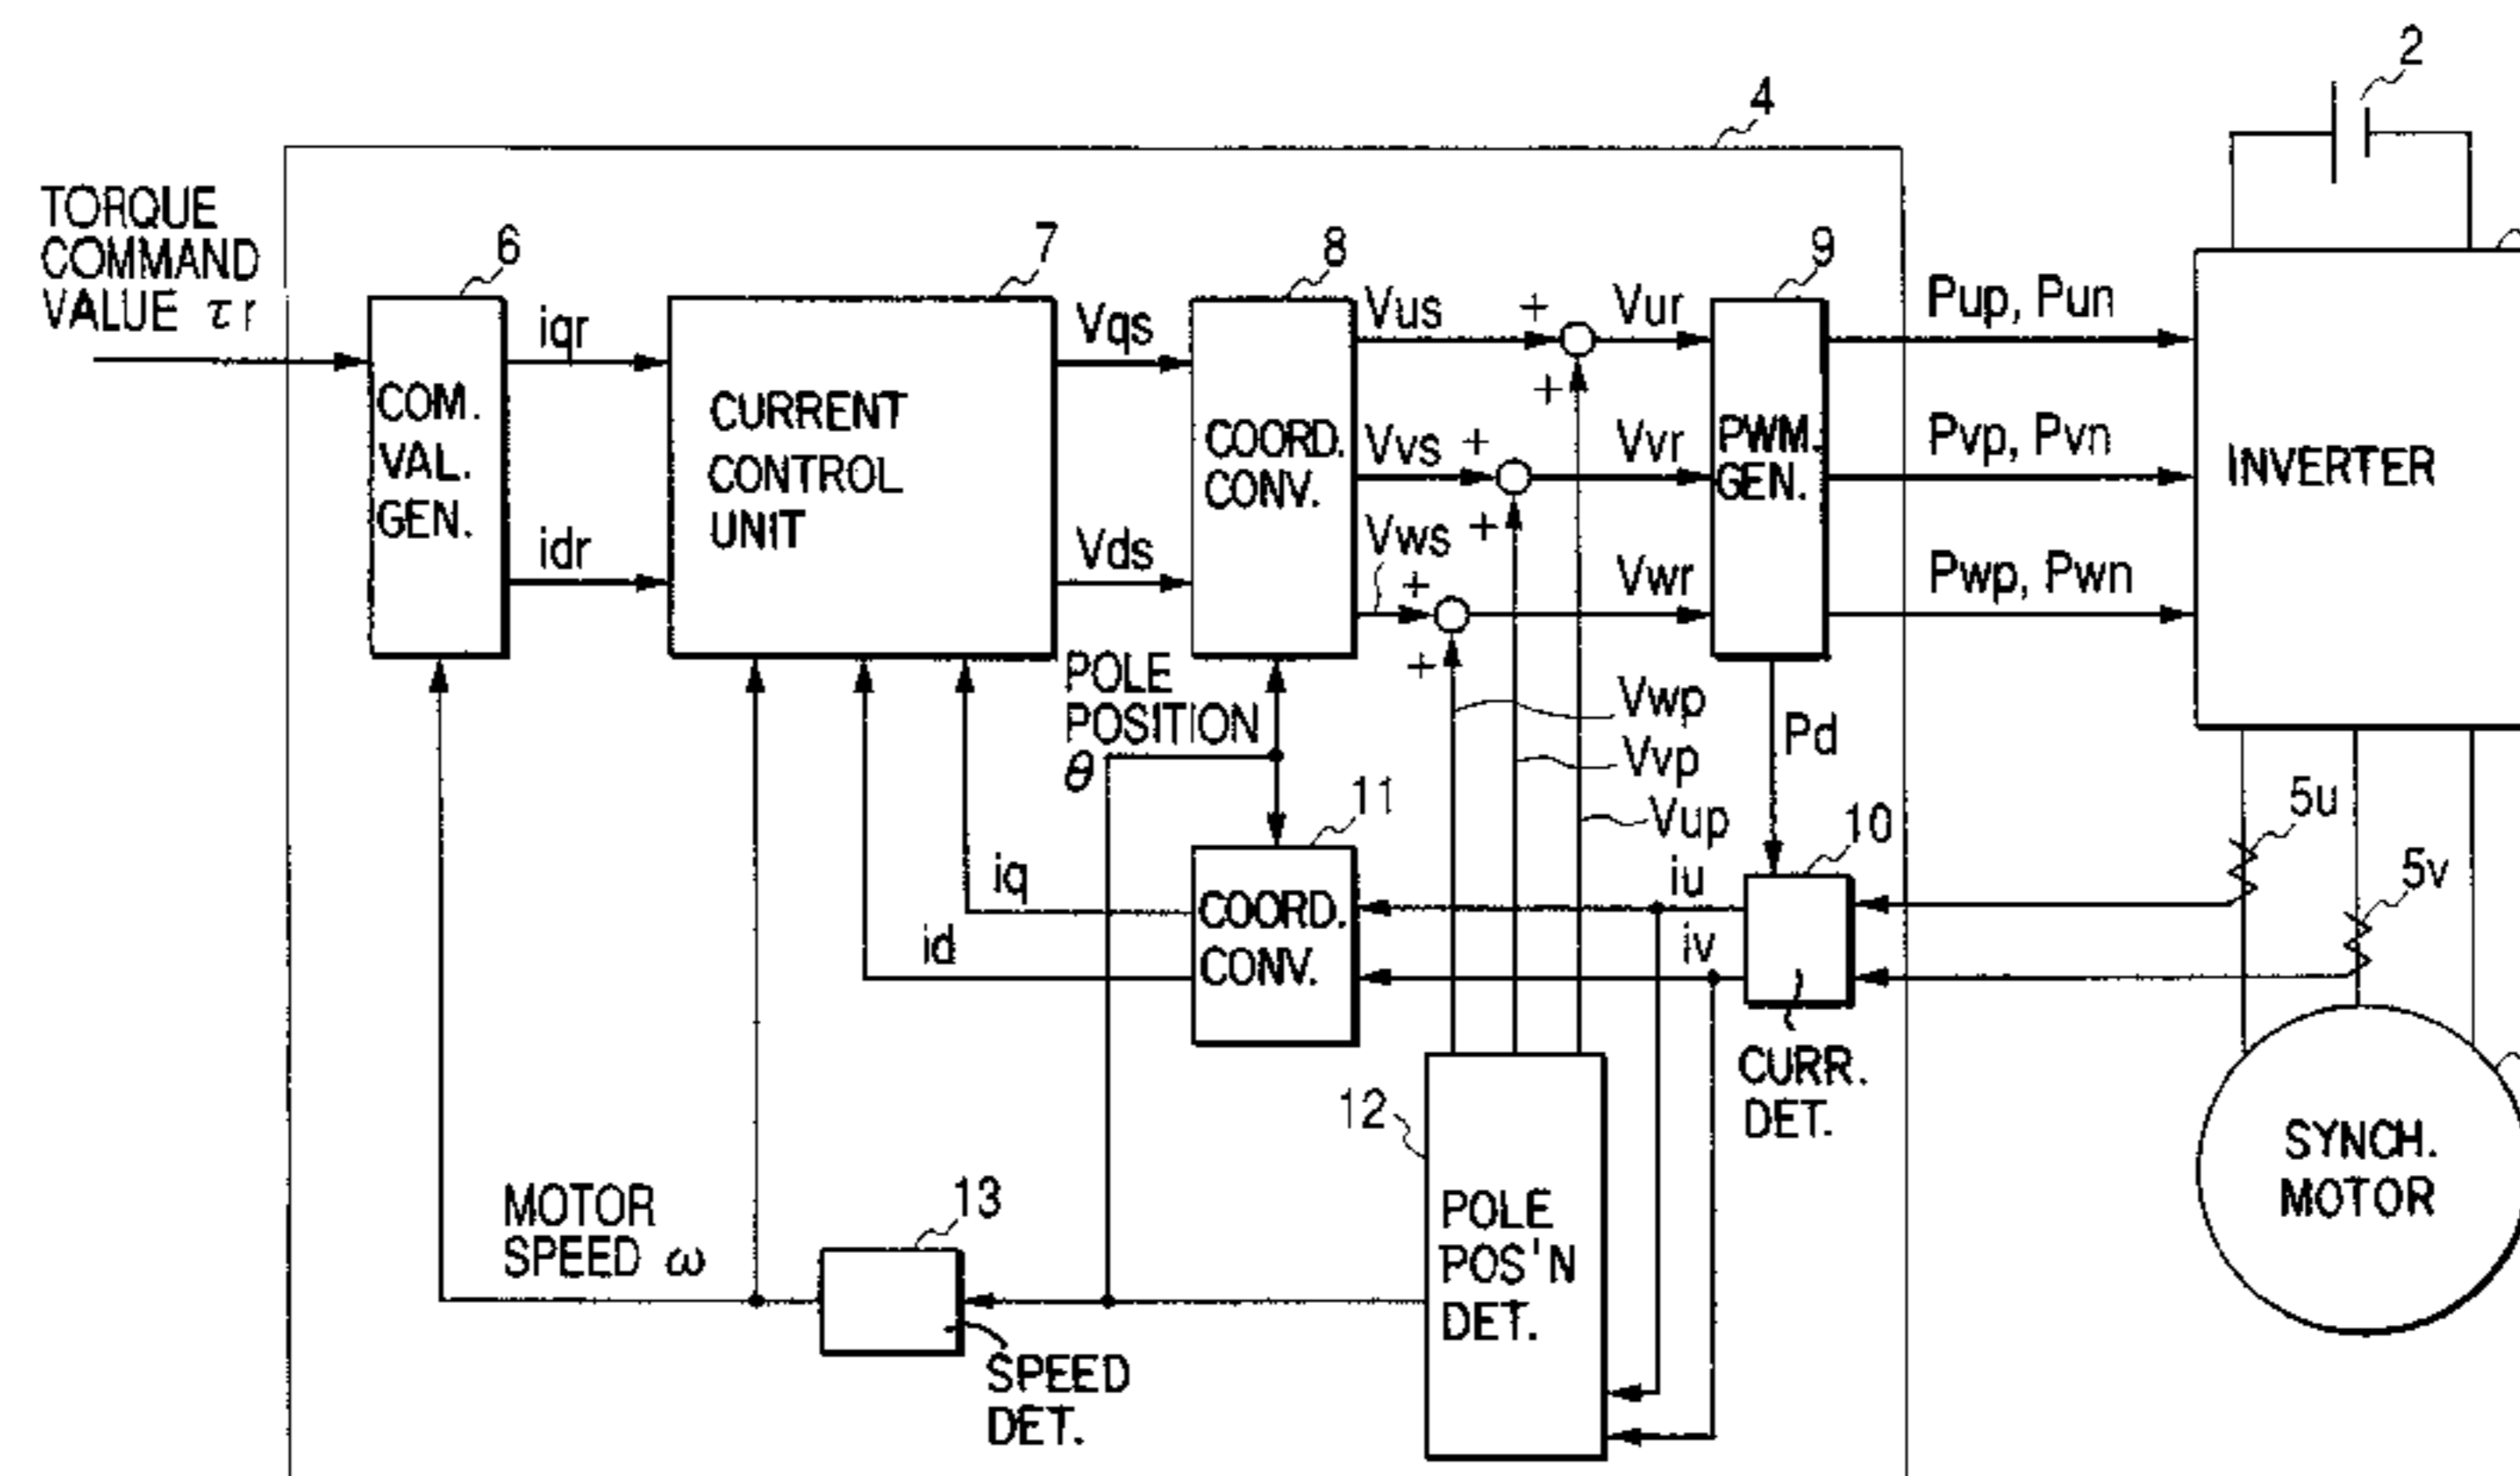 2
4
TORQUE
COMMAND
VALUE τr
6
7
8
9
iqr
Vqs
Vus
+
Vur
Pup, Pun
COM.
VAL.
GEN.
CURRENT
CONTROL
UNIT
COORD.
CONV.
+
Vvs
+
Vvr
PWM.
GEN.
Pvp, Pvn
INVERTER
idr
Vds
Vws
+
+
Vwr
Pwp, Pwn
+
POLE
POSITION
θ
Vwp
Vvp
Vup
Pd
5u
5v
11
10
iq
id
COORD.
CONV.
iu
iv
CURR.
DET.
12
POLE
POS'N
DET.
SYNCH.
MOTOR
MOTOR
SPEED ω
13
SPEED
DET.